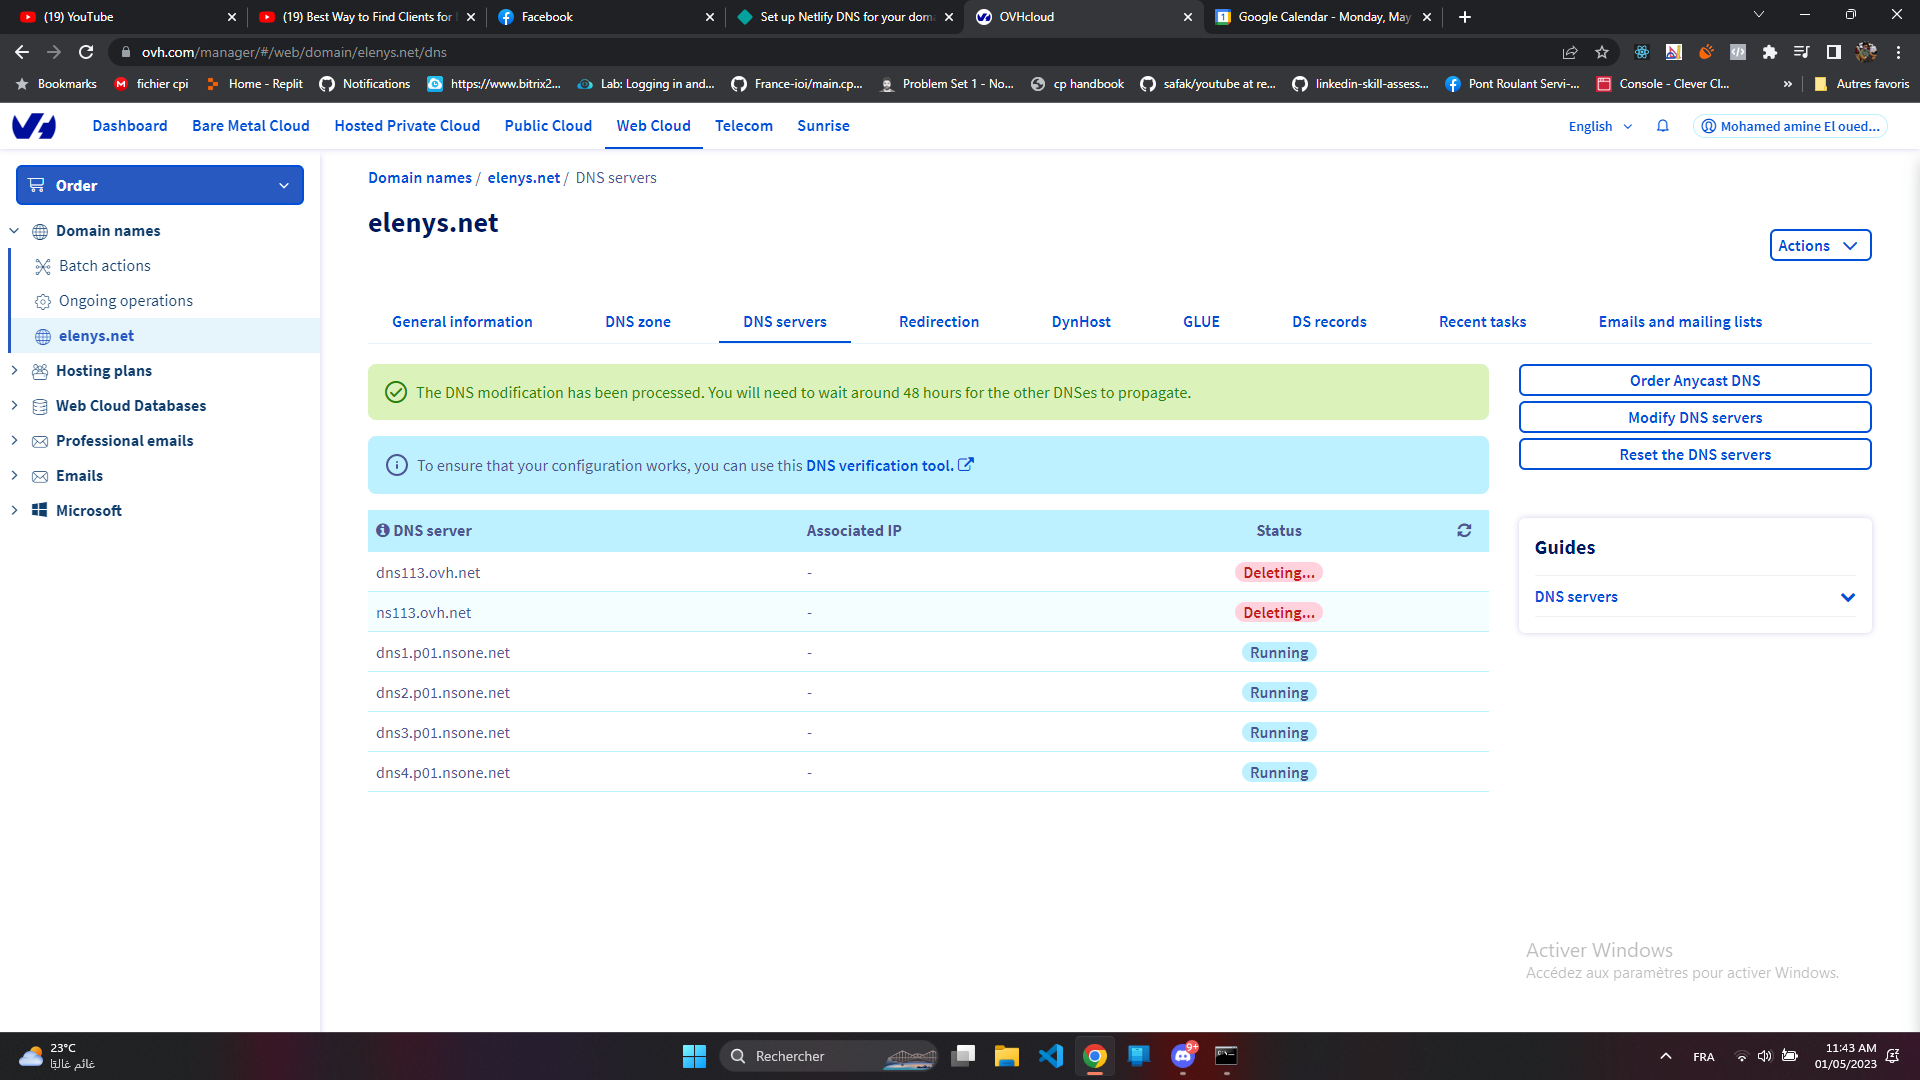 (19) YouTube
(19) Best Way to Find Clients for
Facebook
Set up Netlify DNS for your doma
OVHcloud
Google Calendar - Monday, May
ovh.com/manager/#/web/domain/elenys.net/dns
Bookmarks
fichier cpi
Home - Replit
Notifications
https://www.bitrix2...
Lab: Logging in and...
France-ioi/main.cp...
Problem Set 1 - No...
cp handbook
safak/youtube at re...
linkedin-skill-assess...
Pont Roulant Servi-...
Console - Clever Cl...
»
Autres favoris
Dashboard
Bare Metal Cloud
Hosted Private Cloud
Public Cloud
Web Cloud
Telecom
Sunrise
English
Mohamed amine El oued...
Order
Domain names
Batch actions
Ongoing operations
elenys.net
Hosting plans
Web Cloud Databases
Professional emails
Emails
Microsoft
Domain names / elenys.net / DNS servers
elenys.net
Actions
General information
DNS zone
DNS servers
Redirection
DynHost
GLUE
DS records
Recent tasks
Emails and mailing lists
The DNS modification has been processed. You will need to wait around 48 hours for the other DNSes to propagate.
To ensure that your configuration works, you can use this DNS verification tool.
DNS server Associated IP Status
dns113.ovh.net - Deleting...
ns113.ovh.net - Deleting...
dns1.p01.nsone.net - Running
dns2.p01.nsone.net - Running
dns3.p01.nsone.net - Running
dns4.p01.nsone.net - Running
Order Anycast DNS
Modify DNS servers
Reset the DNS servers
Guides
DNS servers
Activer Windows
Accédez aux paramètres pour activer Windows.
23°C
غائم غالبًا
Rechercher
9+
FRA
11:43 AM
01/05/2023